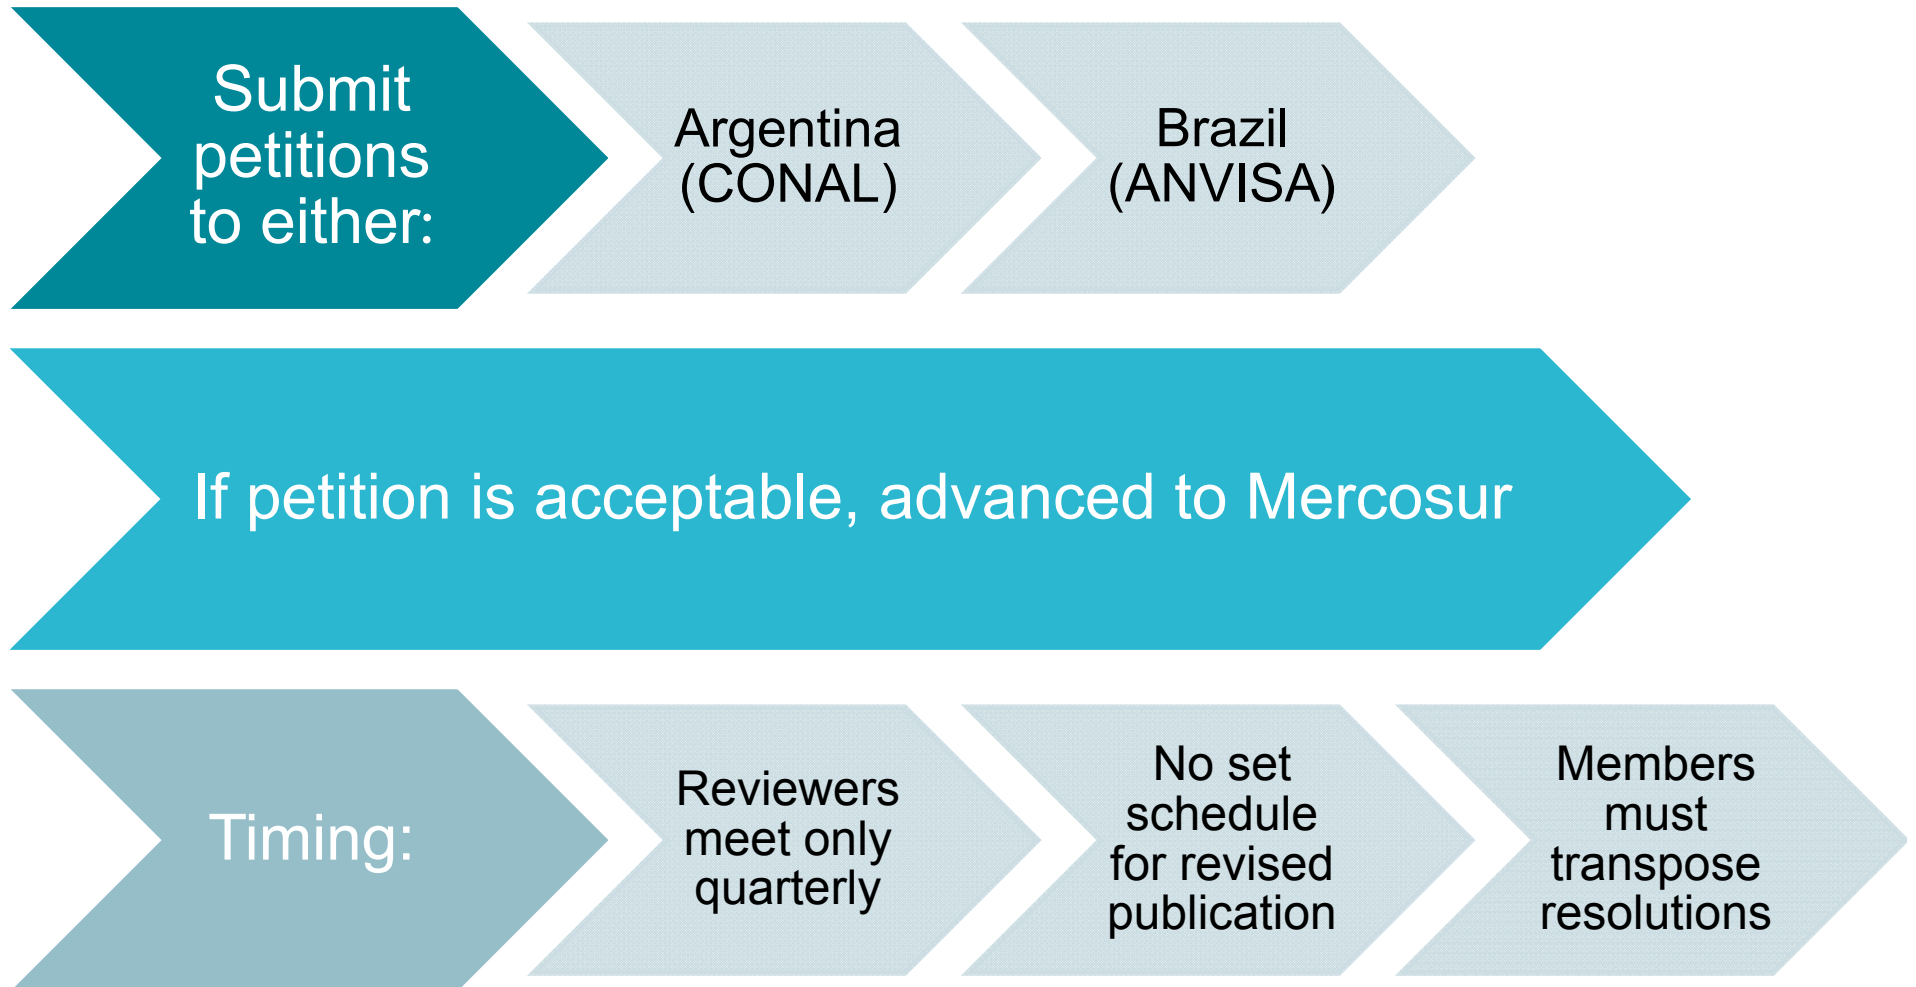 Submit
petitions
to either:
Argentina
(CONAL)
Brazil
(ANVISA)
If petition is acceptable, advanced to Mercosur
Timing:
Reviewers
meet only
quarterly
No set
schedule
for revised
publication
Members
must
transpose
resolutions